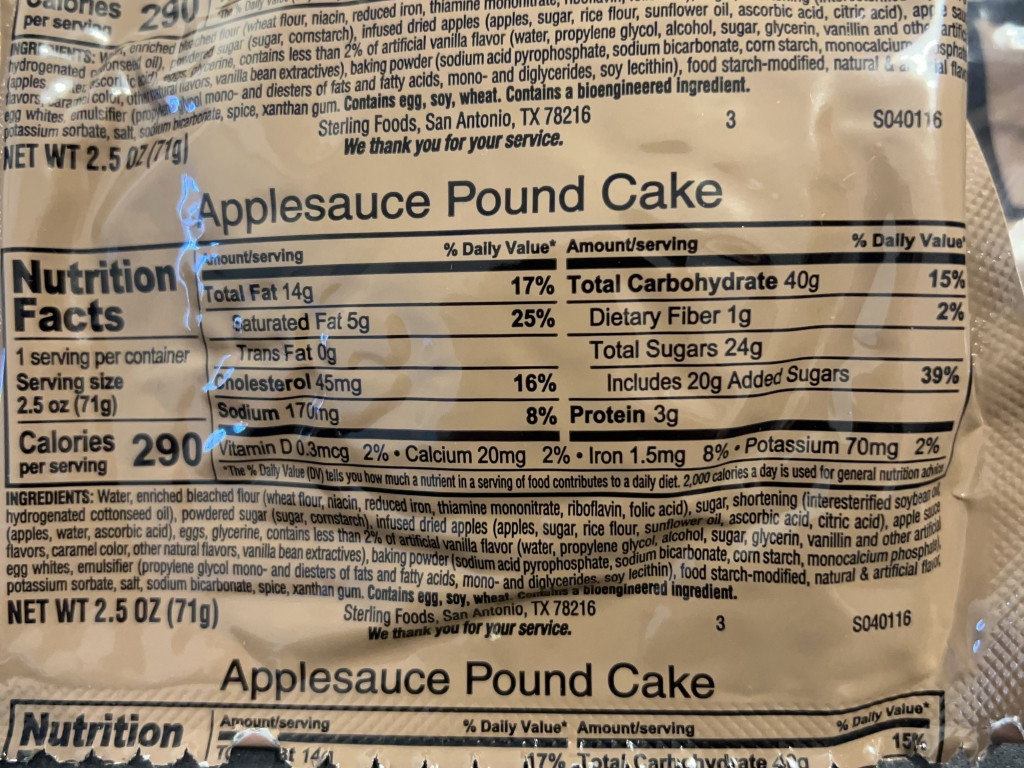 Calories 290
per serving
enriched bleached flour (wheat flour, niacin, reduced iron, thiamine
hydrogenated cottonseed oil), powdered sugar (sugar, cornstarch), infused dried apples (apples, sugar, rice flour, sunflower oil, ascorbic acid, citric acid),
contains less than 2% of artificial vanilla flavor (water, propylene glycol, alcohol, sugar, glycerin, vanillin and other
color, other natural flavors, vanilla bean extractives), baking powder (sodium acid pyrophosphate, sodium bicarbonate, corn starch, monocalcium
egg whites, emulsifier mono- and diesters of fats and fatty acids, mono- and diglycerides, soy lecithin), food starch-modified, natural &
potassium sorbate, salt, sodium bicarbonate, spice, xanthan gum. Contains egg, soy, wheat. Contains a bioengineered ingredient.
NET WT 2.5 OZ (71g)
Sterling Foods, San Antonio, TX 78216 3 S040116
We thank you for your service.
Applesauce Pound Cake
Nutrition
Facts
1 serving per container
Serving size
2.5 oz (71g)
Calories 290
per serving
Amount/serving % Daily Value*
Total Fat 14g 17%
Saturated Fat 5g 25%
Trans Fat 0g
Cholesterol 45mg 16%
Sodium 170mg 8%
Amount/serving % Daily Value*
Total Carbohydrate 40g 15%
Dietary Fiber 1g 2%
Total Sugars 24g
Includes 20g Added Sugars 39%
Protein 3g
Vitamin D 0.3mcg 2% • Calcium 20mg 2% • Iron 1.5mg 8% • Potassium 70mg 2%
*The % Daily Value (DV) tells you how much a nutrient in a serving of food contributes to a daily diet. 2,000 calories a day is used for general nutrition advice
INGREDIENTS: Water, enriched bleached flour (wheat flour, niacin, reduced iron, thiamine mononitrate, riboflavin, folic acid), sugar, shortening (interesterified soybean oil,
hydrogenated cottonseed oil), powdered sugar (sugar, cornstarch), infused dried apples (apples, sugar, rice flour, sunflower oil, ascorbic acid, citric acid), apple sauce
(apples, water, ascorbic acid), eggs, glycerine, contains less than 2% of artificial vanilla flavor (water, propylene glycol, alcohol, sugar, glycerin, vanillin and other artificial
flavors, caramel color, other natural flavors, vanilla bean extractives), baking powder (sodium acid pyrophosphate, sodium bicarbonate, corn starch, monocalcium phosphate),
egg whites, emulsifier (propylene glycol mono- and diesters of fats and fatty acids, mono- and diglycerides, soy lecithin), food starch-modified, natural & artificial flavor,
potassium sorbate, salt, sodium bicarbonate, spice, xanthan gum. Contains egg, soy, wheat. Contains a bioengineered ingredient.
NET WT 2.5 OZ (71g)
Sterling Foods, San Antonio, TX 78216 3 S040116
We thank you for your service.
Applesauce Pound Cake
Nutrition
Amount/serving % Daily Value* Amount/serving % Daily Value*
17% Total Carbohydrate 40g 15%